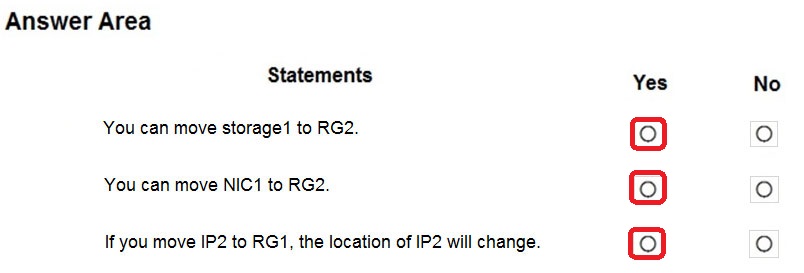 Answer Area
Statements Yes No
You can move storage1 to RG2.
You can move NIC1 to RG2.
If you move IP2 to RG1, the location of IP2 will change.